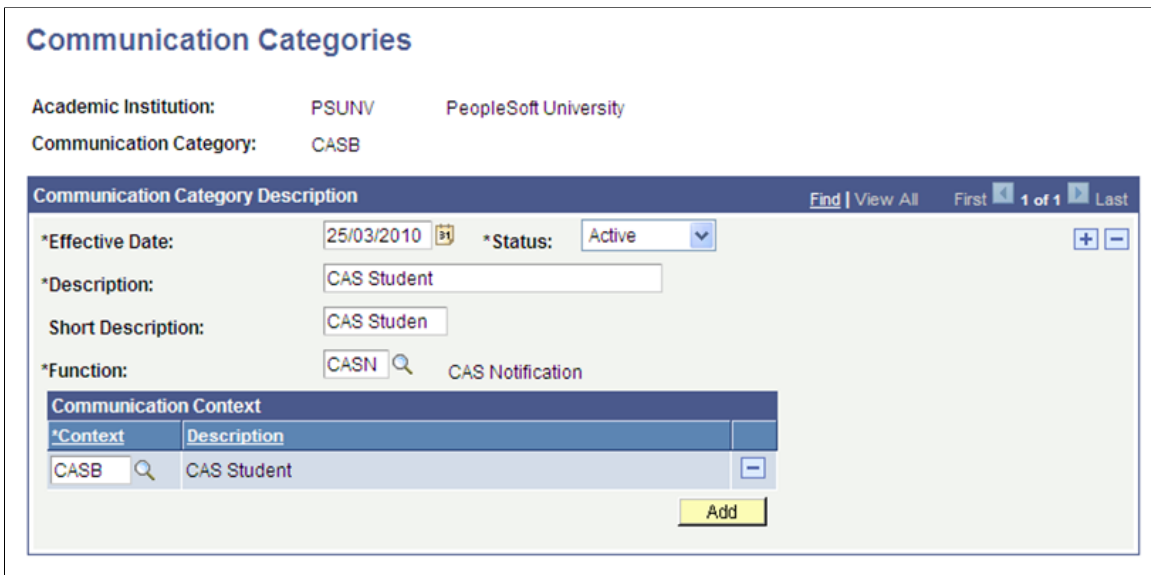 Communication Categories
Academic Institution: PSUNV PeopleSoft University
Communication Category: CASB
Communication Category Description Find | View All First 1 of 1 Last
*Effective Date: 25/03/2010 31 *Status: Active
*Description: CAS Student
Short Description: CAS Studen
*Function: CASN CAS Notification
Communication Context
*Context Description
CASB CAS Student
Add